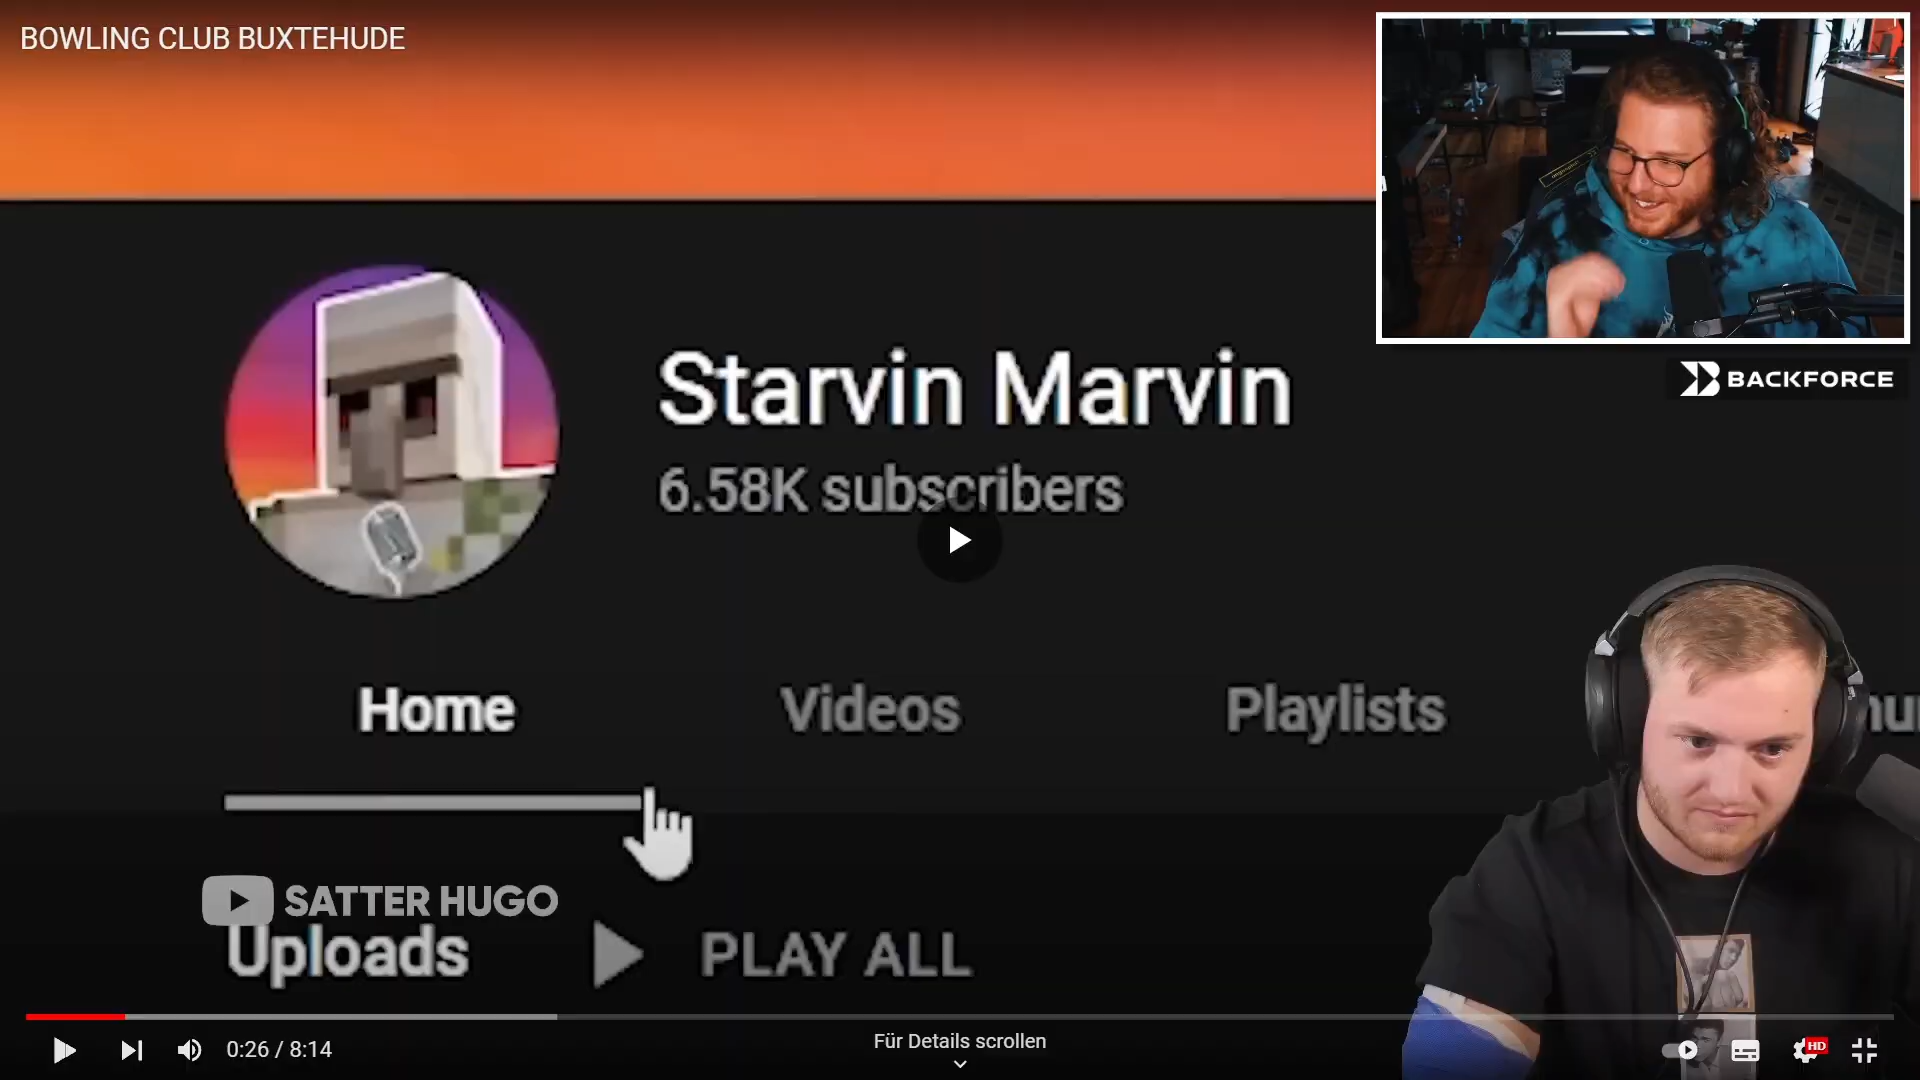 BOWLING CLUB BUXTEHUDE
BACKFORCE
Starvin Marvin
6.58K subscribers
Home Videos Playlists
SATTER HUGO
Uploads PLAY ALL
0:26 / 8:14
Für Details scrollen
HD